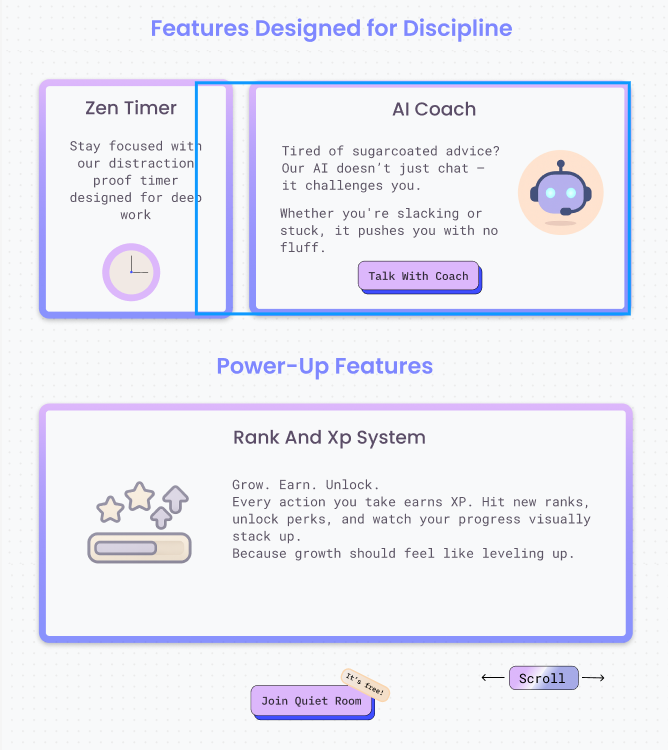 Features Designed for Discipline
Zen Timer
Stay focused with
our distraction
proof timer
designed for deep
work
AI Coach
Tired of sugarcoated advice?
Our AI doesn’t just chat —
it challenges you.
Whether you're slacking or
stuck, it pushes you with no
fluff.
Talk With Coach
Power-Up Features
Rank And Xp System
Grow. Earn. Unlock.
Every action you take earns XP. Hit new ranks,
unlock perks, and watch your progress visually
stack up.
Because growth should feel like leveling up.
It's free!
Join Quiet Room
Scroll